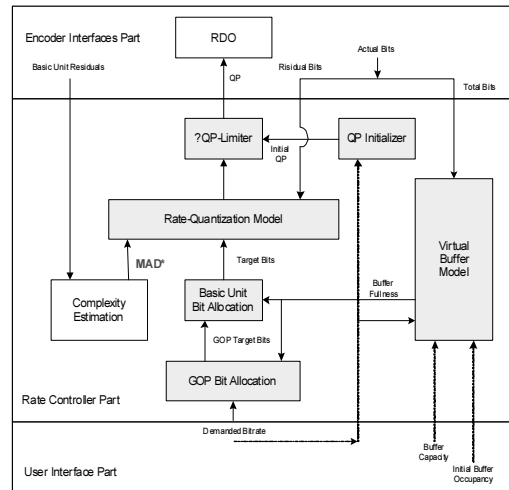 Encoder Interfaces Part
RDO
Actual Bits
Basic Unit Residuals
Risidual Bits
QP
Total Bits
?QP-Limiter
Initial
QP
QP Initializer
Rate-Quantization Model
Virtual
Buffer
Model
MAD*
Target Bits
Complexity
Estimation
Basic Unit
Bit Allocation
Buffer
Fullness
GOP Target Bits
GOP Bit Allocation
Rate Controller Part
Demanded Bitrate
Buffer
Capacity
Initial Buffer
Occupancy
User Interface Part